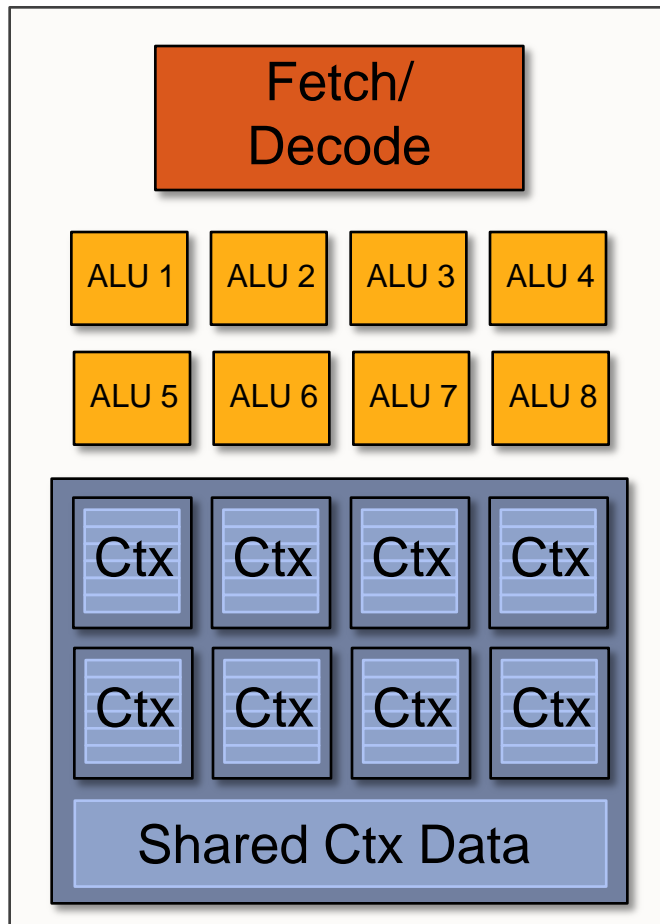 Fetch/
Decode
ALU 1 ALU 2 ALU 3 ALU 4
ALU 5 ALU 6 ALU 7 ALU 8
Ctx Ctx Ctx Ctx
Ctx Ctx Ctx Ctx
Shared Ctx Data